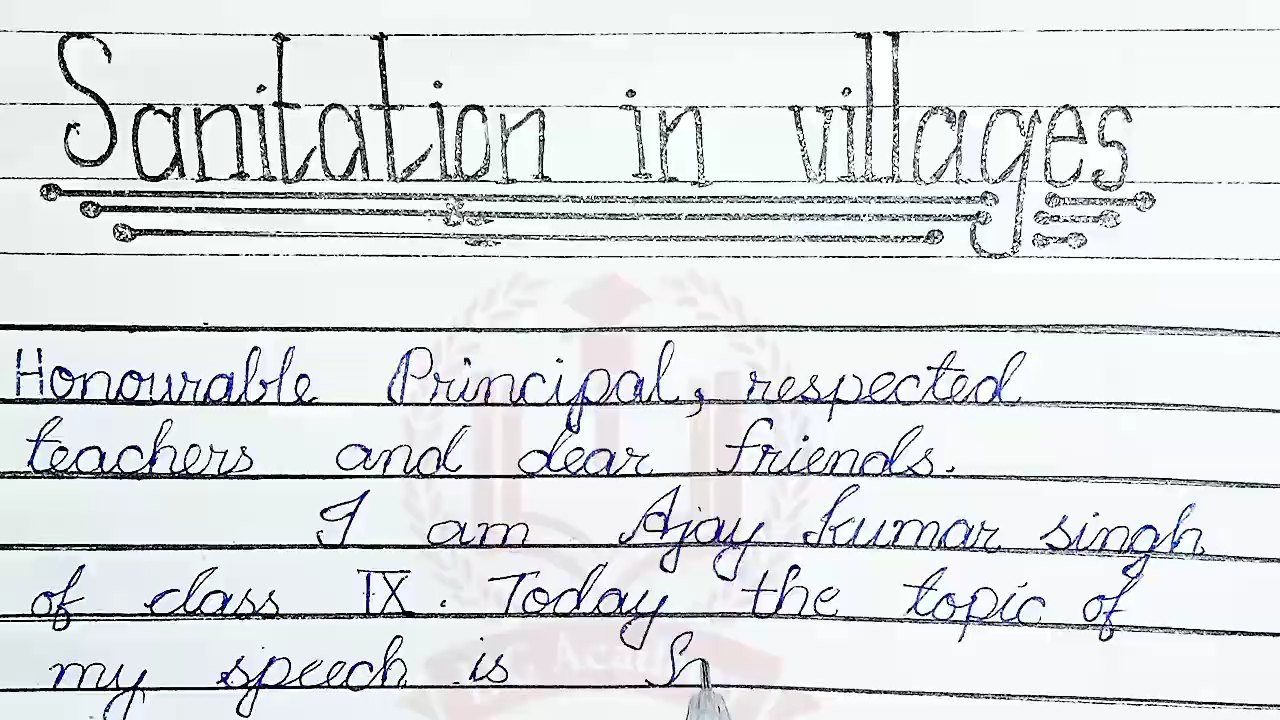 Sanitation in villages
Honourable Principal, respected
teachers and dear friends.
I am Ajay kumar singh
of class IX. Today the topic of
my speech is